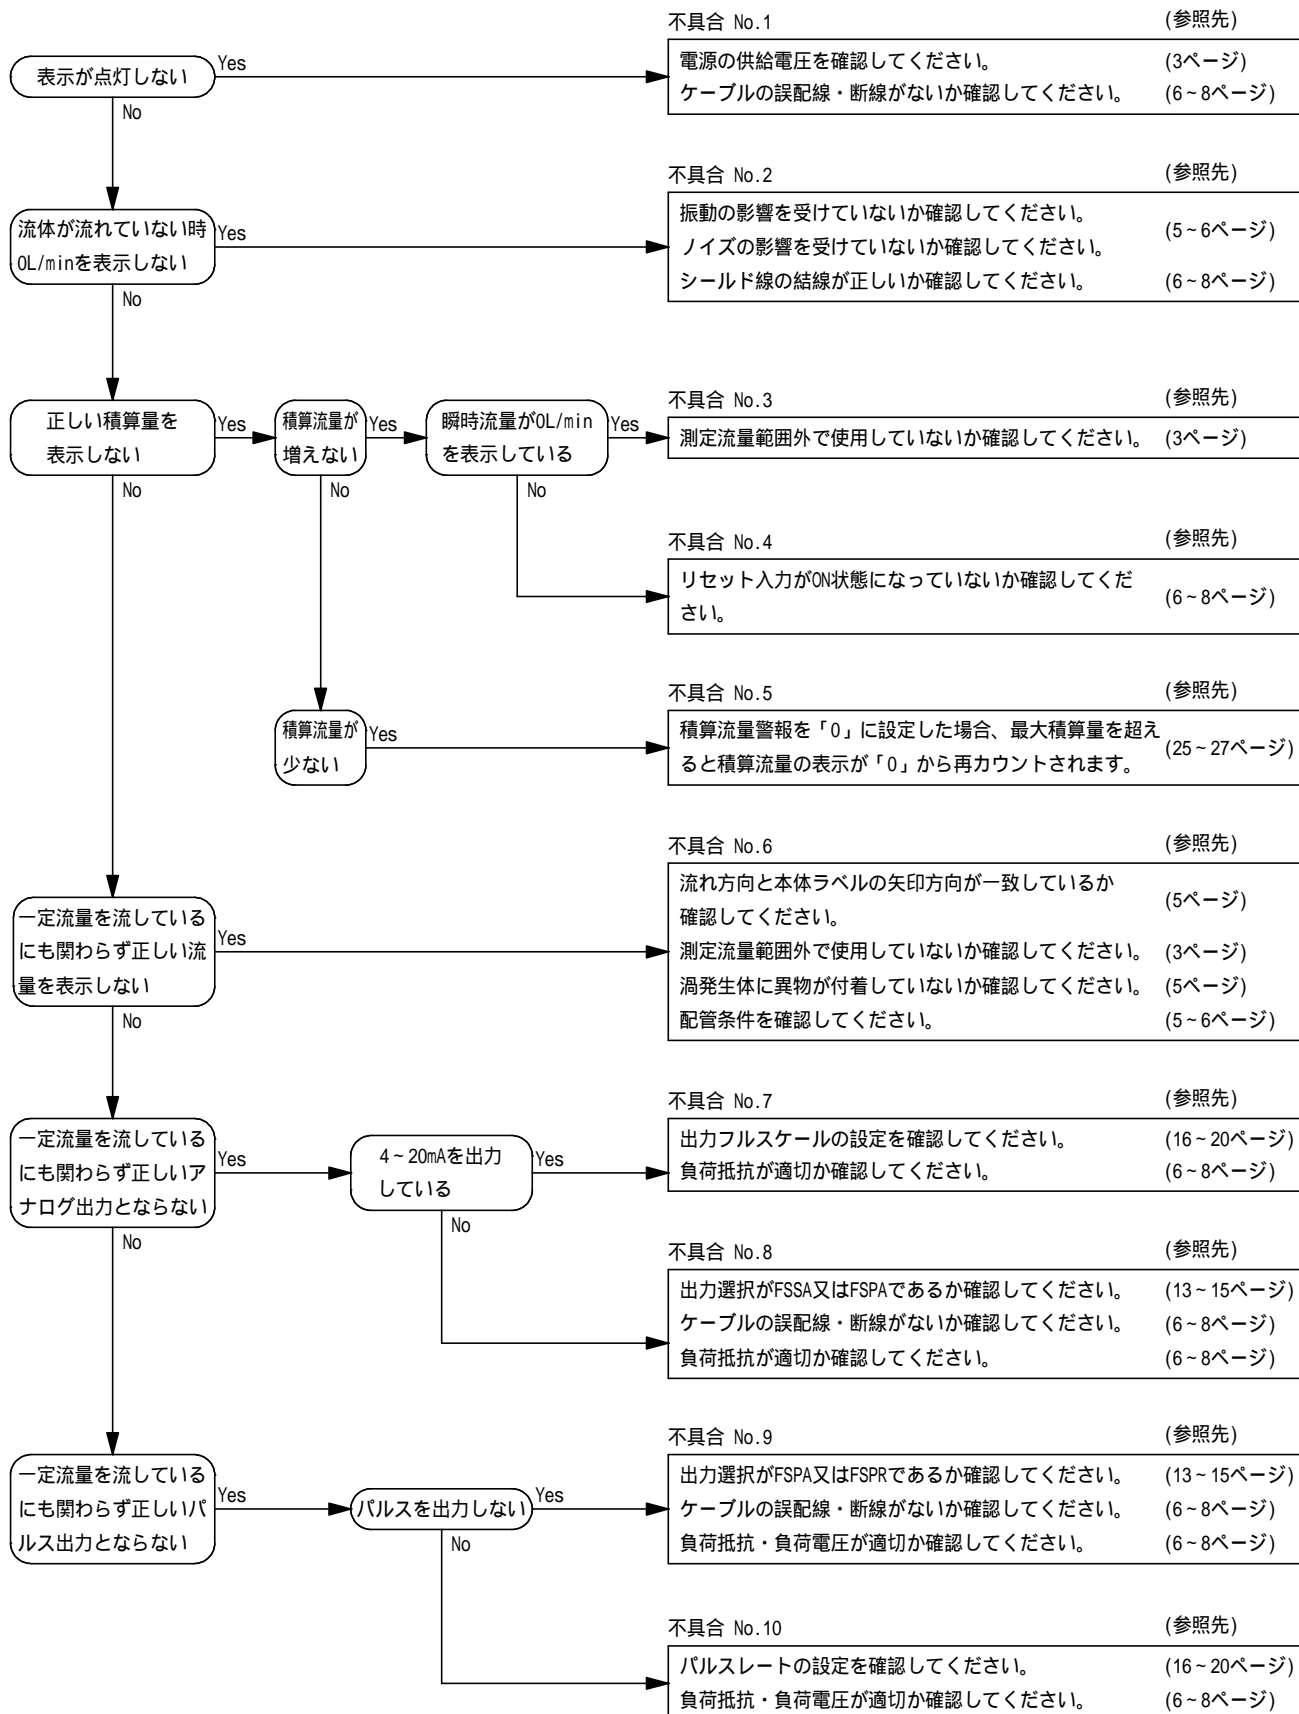 不具合 No.1 (参照先)
表示が点灯しない
Yes
No
電源の供給電圧を確認してください。 (3ページ)
ケーブルの誤配線・断線がないか確認してください。 (6~8ページ)
不具合 No.2 (参照先)
流体が流れていない時
0L/minを表示しない
Yes
No
振動の影響を受けていないか確認してください。
ノイズの影響を受けていないか確認してください。
(5~6ページ)
シールド線の結線が正しいか確認してください。 (6~8ページ)
正しい積算量を
表示しない
Yes
No
積算流量が
増えない
Yes
No
瞬時流量が0L/min
を表示している
Yes
No
不具合 No.3 (参照先)
測定流量範囲外で使用していないか確認してください。 (3ページ)
不具合 No.4 (参照先)
リセット入力がON状態になっていないか確認してくだ
さい。
(6~8ページ)
積算流量が
少ない
Yes
不具合 No.5 (参照先)
積算流量警報を「0」に設定した場合、最大積算量を超え
ると積算流量の表示が「0」から再カウントされます。
(25~27ページ)
一定流量を流している
にも関わらず正しい流
量を表示しない
Yes
No
不具合 No.6 (参照先)
流れ方向と本体ラベルの矢印方向が一致しているか
確認してください。
(5ページ)
測定流量範囲外で使用していないか確認してください。 (3ページ)
渦発生体に異物が付着していないか確認してください。 (5ページ)
配管条件を確認してください。 (5~6ページ)
一定流量を流している
にも関わらず正しいア
ナログ出力とならない
Yes
No
4~20mAを出力
している
Yes
No
不具合 No.7 (参照先)
出力フルスケールの設定を確認してください。 (16~20ページ)
負荷抵抗が適切か確認してください。 (6~8ページ)
不具合 No.8 (参照先)
出力選択がFSSA又はFSPAであるか確認してください。 (13~15ページ)
ケーブルの誤配線・断線がないか確認してください。 (6~8ページ)
負荷抵抗が適切か確認してください。 (6~8ページ)
一定流量を流している
にも関わらず正しいパ
ルス出力とならない
Yes
パルスを出力しない
Yes
No
不具合 No.9 (参照先)
出力選択がFSPA又はFSPRであるか確認してください。 (13~15ページ)
ケーブルの誤配線・断線がないか確認してください。 (6~8ページ)
負荷抵抗・負荷電圧が適切か確認してください。 (6~8ページ)
不具合 No.10 (参照先)
パルスレートの設定を確認してください。 (16~20ページ)
負荷抵抗・負荷電圧が適切か確認してください。 (6~8ページ)